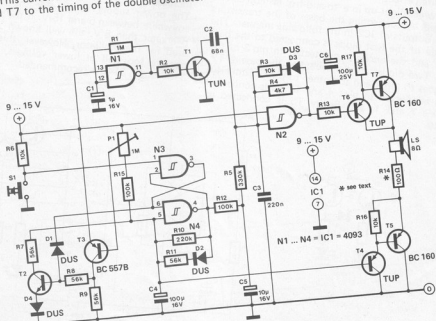 This curre
T7 to the timing of the double oscillator
9 ... 15 V
R1
1M
N1
13
12
11
R2
10k
C1
1µ
16V
T1
TUN
C2
68n
R3
10k
DUS
D3
R4
4k7
N2
R13
10k
C6
100µ
25V
R17
10k
T6
TUP
T7
BC 160
9 ... 15 V
R6
10k
S1
P1
1M
R15
100k
N3
1
2
3
R5
330k
C3
220n
9 ... 15 V
14
IC1
7
LS
8Ω
R14
100Ω
* see text
N1 ... N4 = IC1 = 4093
6
5
4
R12
100k
N4
R10
220k
R11
56k
D2
DUS
R7
56k
D1
DUS
T3
BC 557B
T2
R8
56k
R9
56k
D4
DUS
C4
100µ
16V
C5
10µ
16V
R16
10k
T4
TUP
T5
BC 160
0